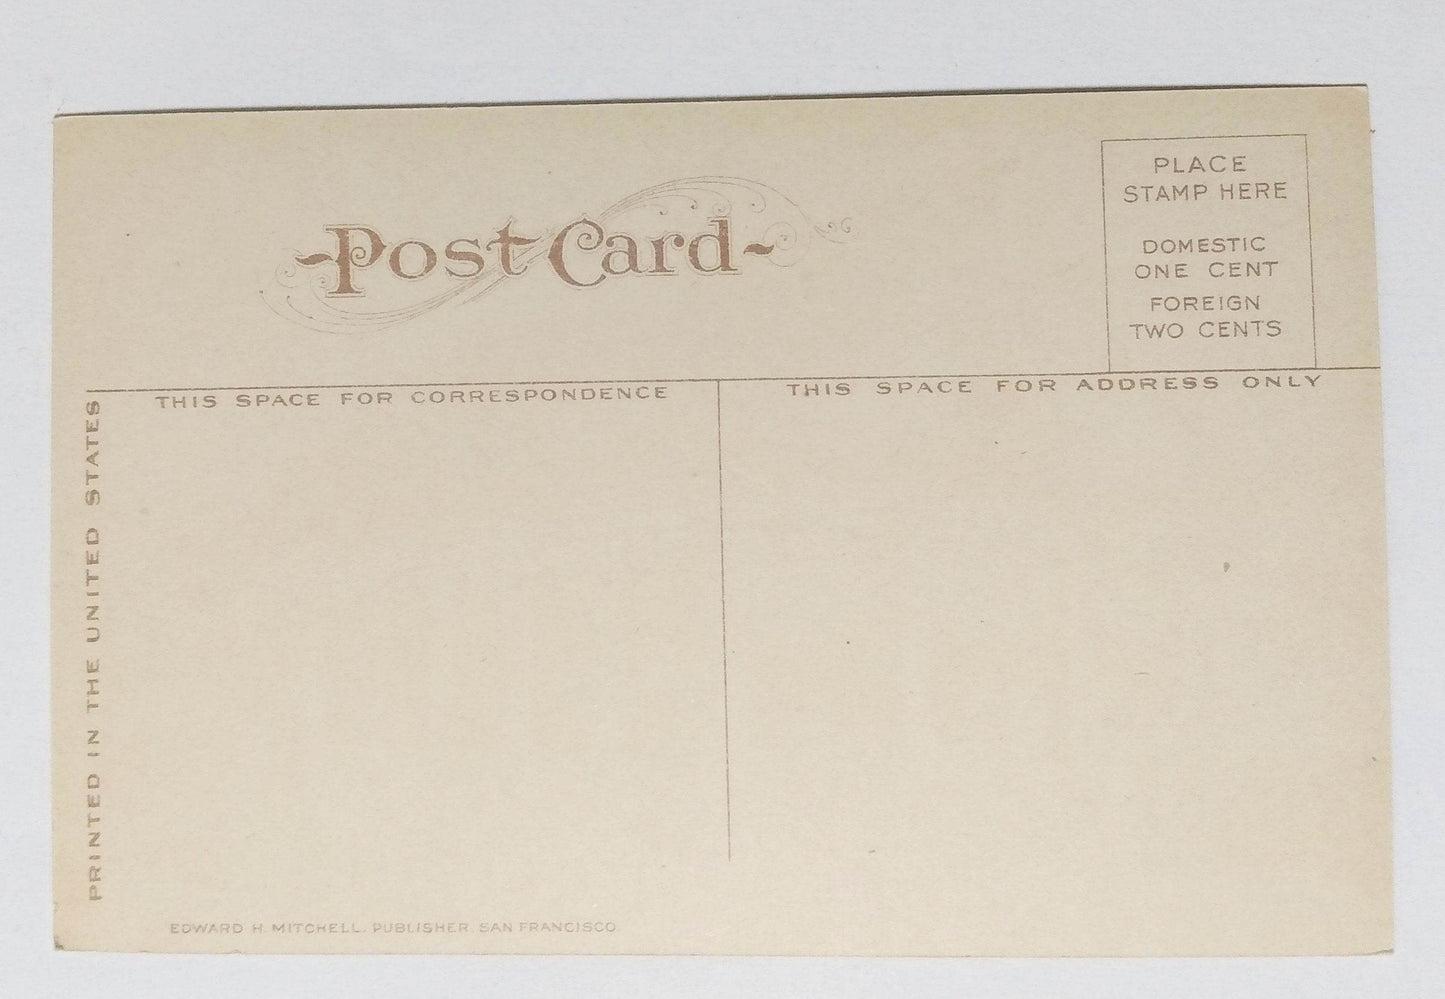 Post Card
PLACE
STAMP HERE
DOMESTIC
ONE CENT
FOREIGN
TWO CENTS
THIS SPACE FOR CORRESPONDENCE
THIS SPACE FOR ADDRESS ONLY
PRINTED IN THE UNITED STATES
EDWARD H. MITCHELL, PUBLISHER, SAN FRANCISCO.